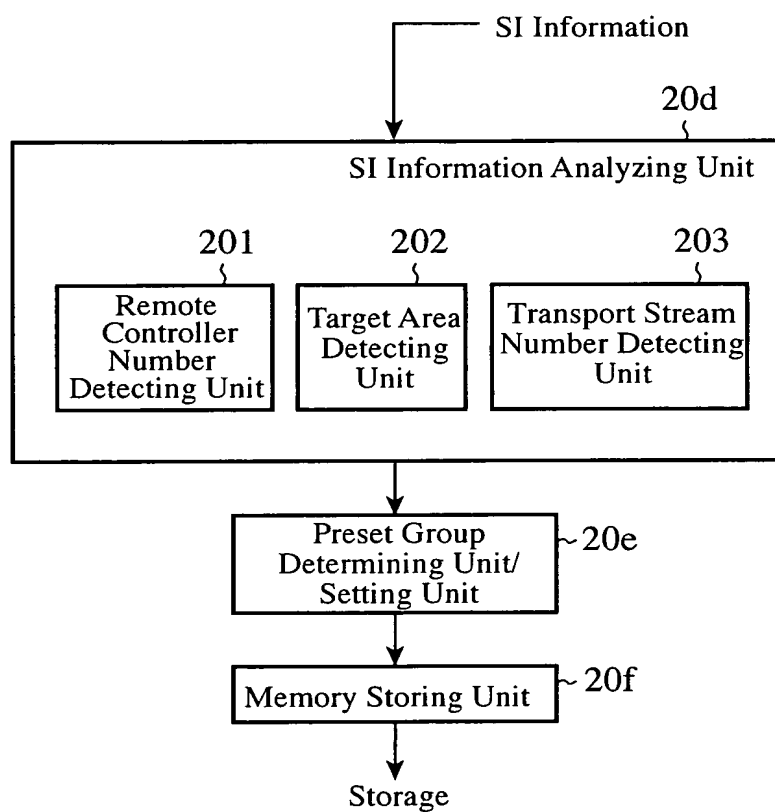 SI Information
20d
SI Information Analyzing Unit
201
202
203
Remote
Controller
Number
Detecting Unit
Target Area
Detecting
Unit
Transport Stream
Number Detecting
Unit
Preset Group
Determining Unit/
Setting Unit
20e
Memory Storing Unit
20f
Storage